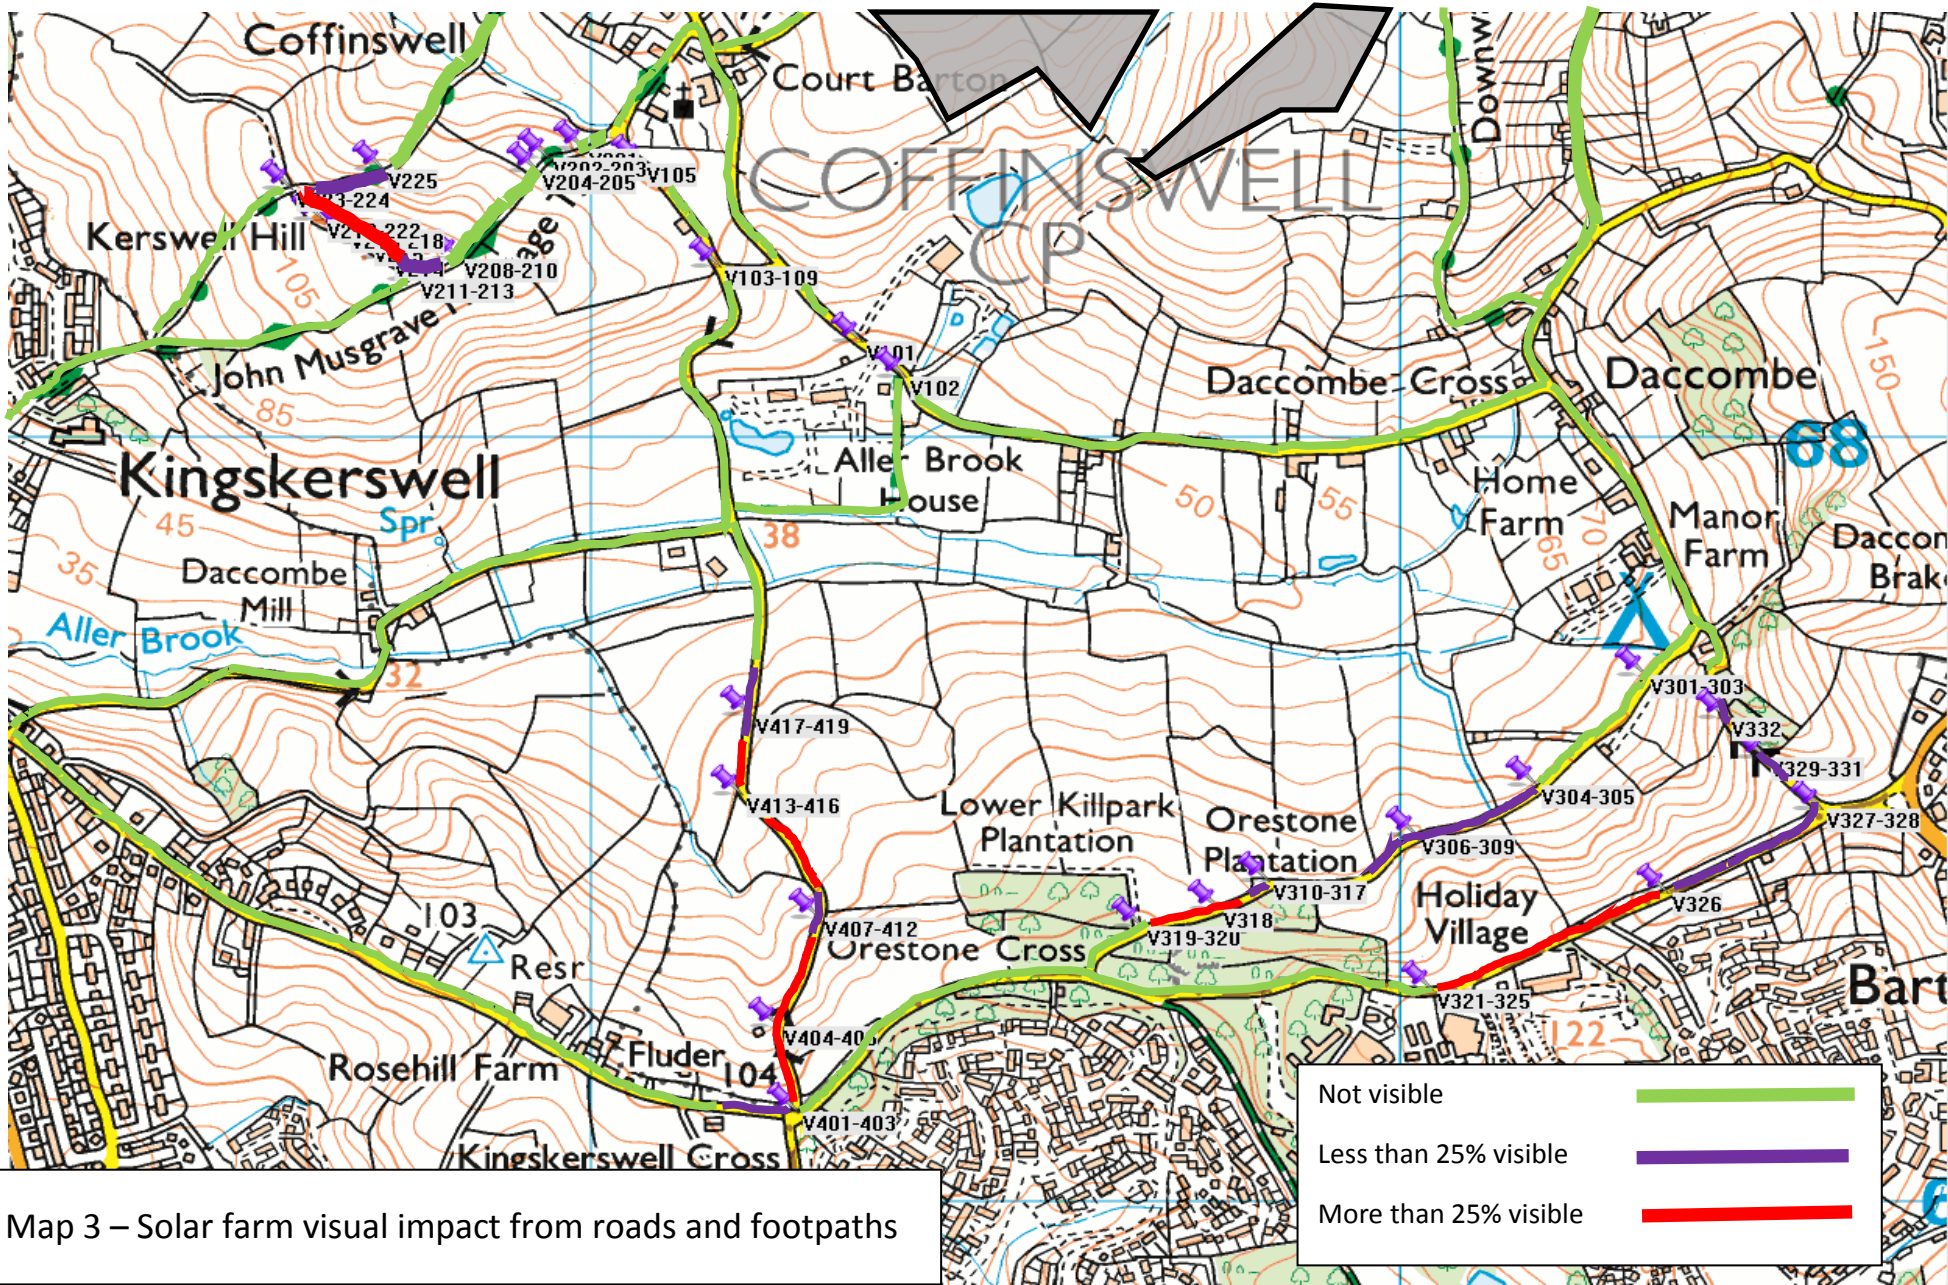 Coffinswell
Court Barton
Downw
COFFINSWELL
CP
V202-203
V204-205
V105
V225
V223-224
Kerswell Hill
V208-210
V211-213
V103-109
105
John Musgrave
85
V101
V102
Daccombe Cross
Daccombe
150
Kingskerswell
Aller Brook
House
68
45
Spr
38
50
55
Home
Farm
70
65
Manor
Farm
Daccom
Brake
35
Daccombe
Mill
Aller Brook
32
V301-303
V332
V417-419
V329-331
V413-416
Lower Killpark
Plantation
Orestone
Plantation
V304-305
V327-328
V306-309
V310-317
Holiday
Village
V326
103
V407-412
V318
V319-320
Orestone Cross
Resr
V321-325
Bart
V404-406
122
Rosehill Farm
Fluder
104
V401-403
Kingskerswell Cross
Not visible
Less than 25% visible
More than 25% visible
Map 3 – Solar farm visual impact from roads and footpaths